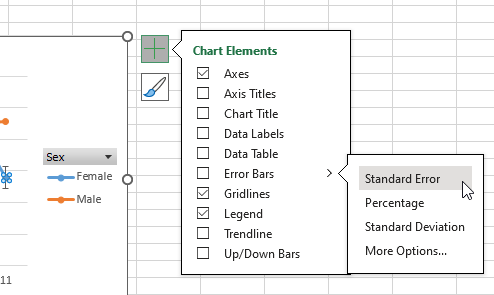 Chart Elements
Axes
Axis Titles
Chart Title
Data Labels
Data Table
Error Bars
Gridlines
Legend
Trendline
Up/Down Bars
Standard Error
Percentage
Standard Deviation
More Options...
Sex
Female
Male
11